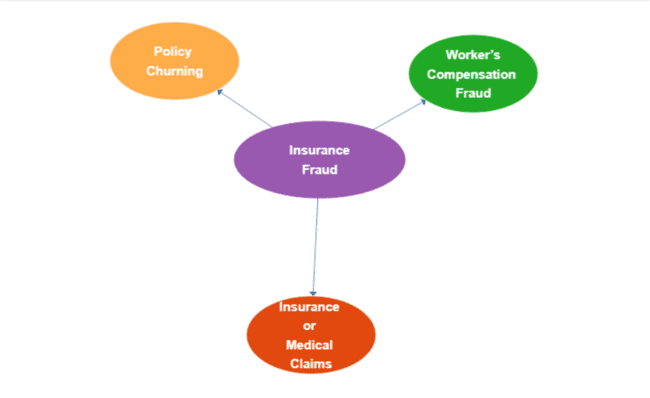 Policy
Churning
Worker's
Compensation
Fraud
Insurance
Fraud
Insurance
or
Medical
Claims